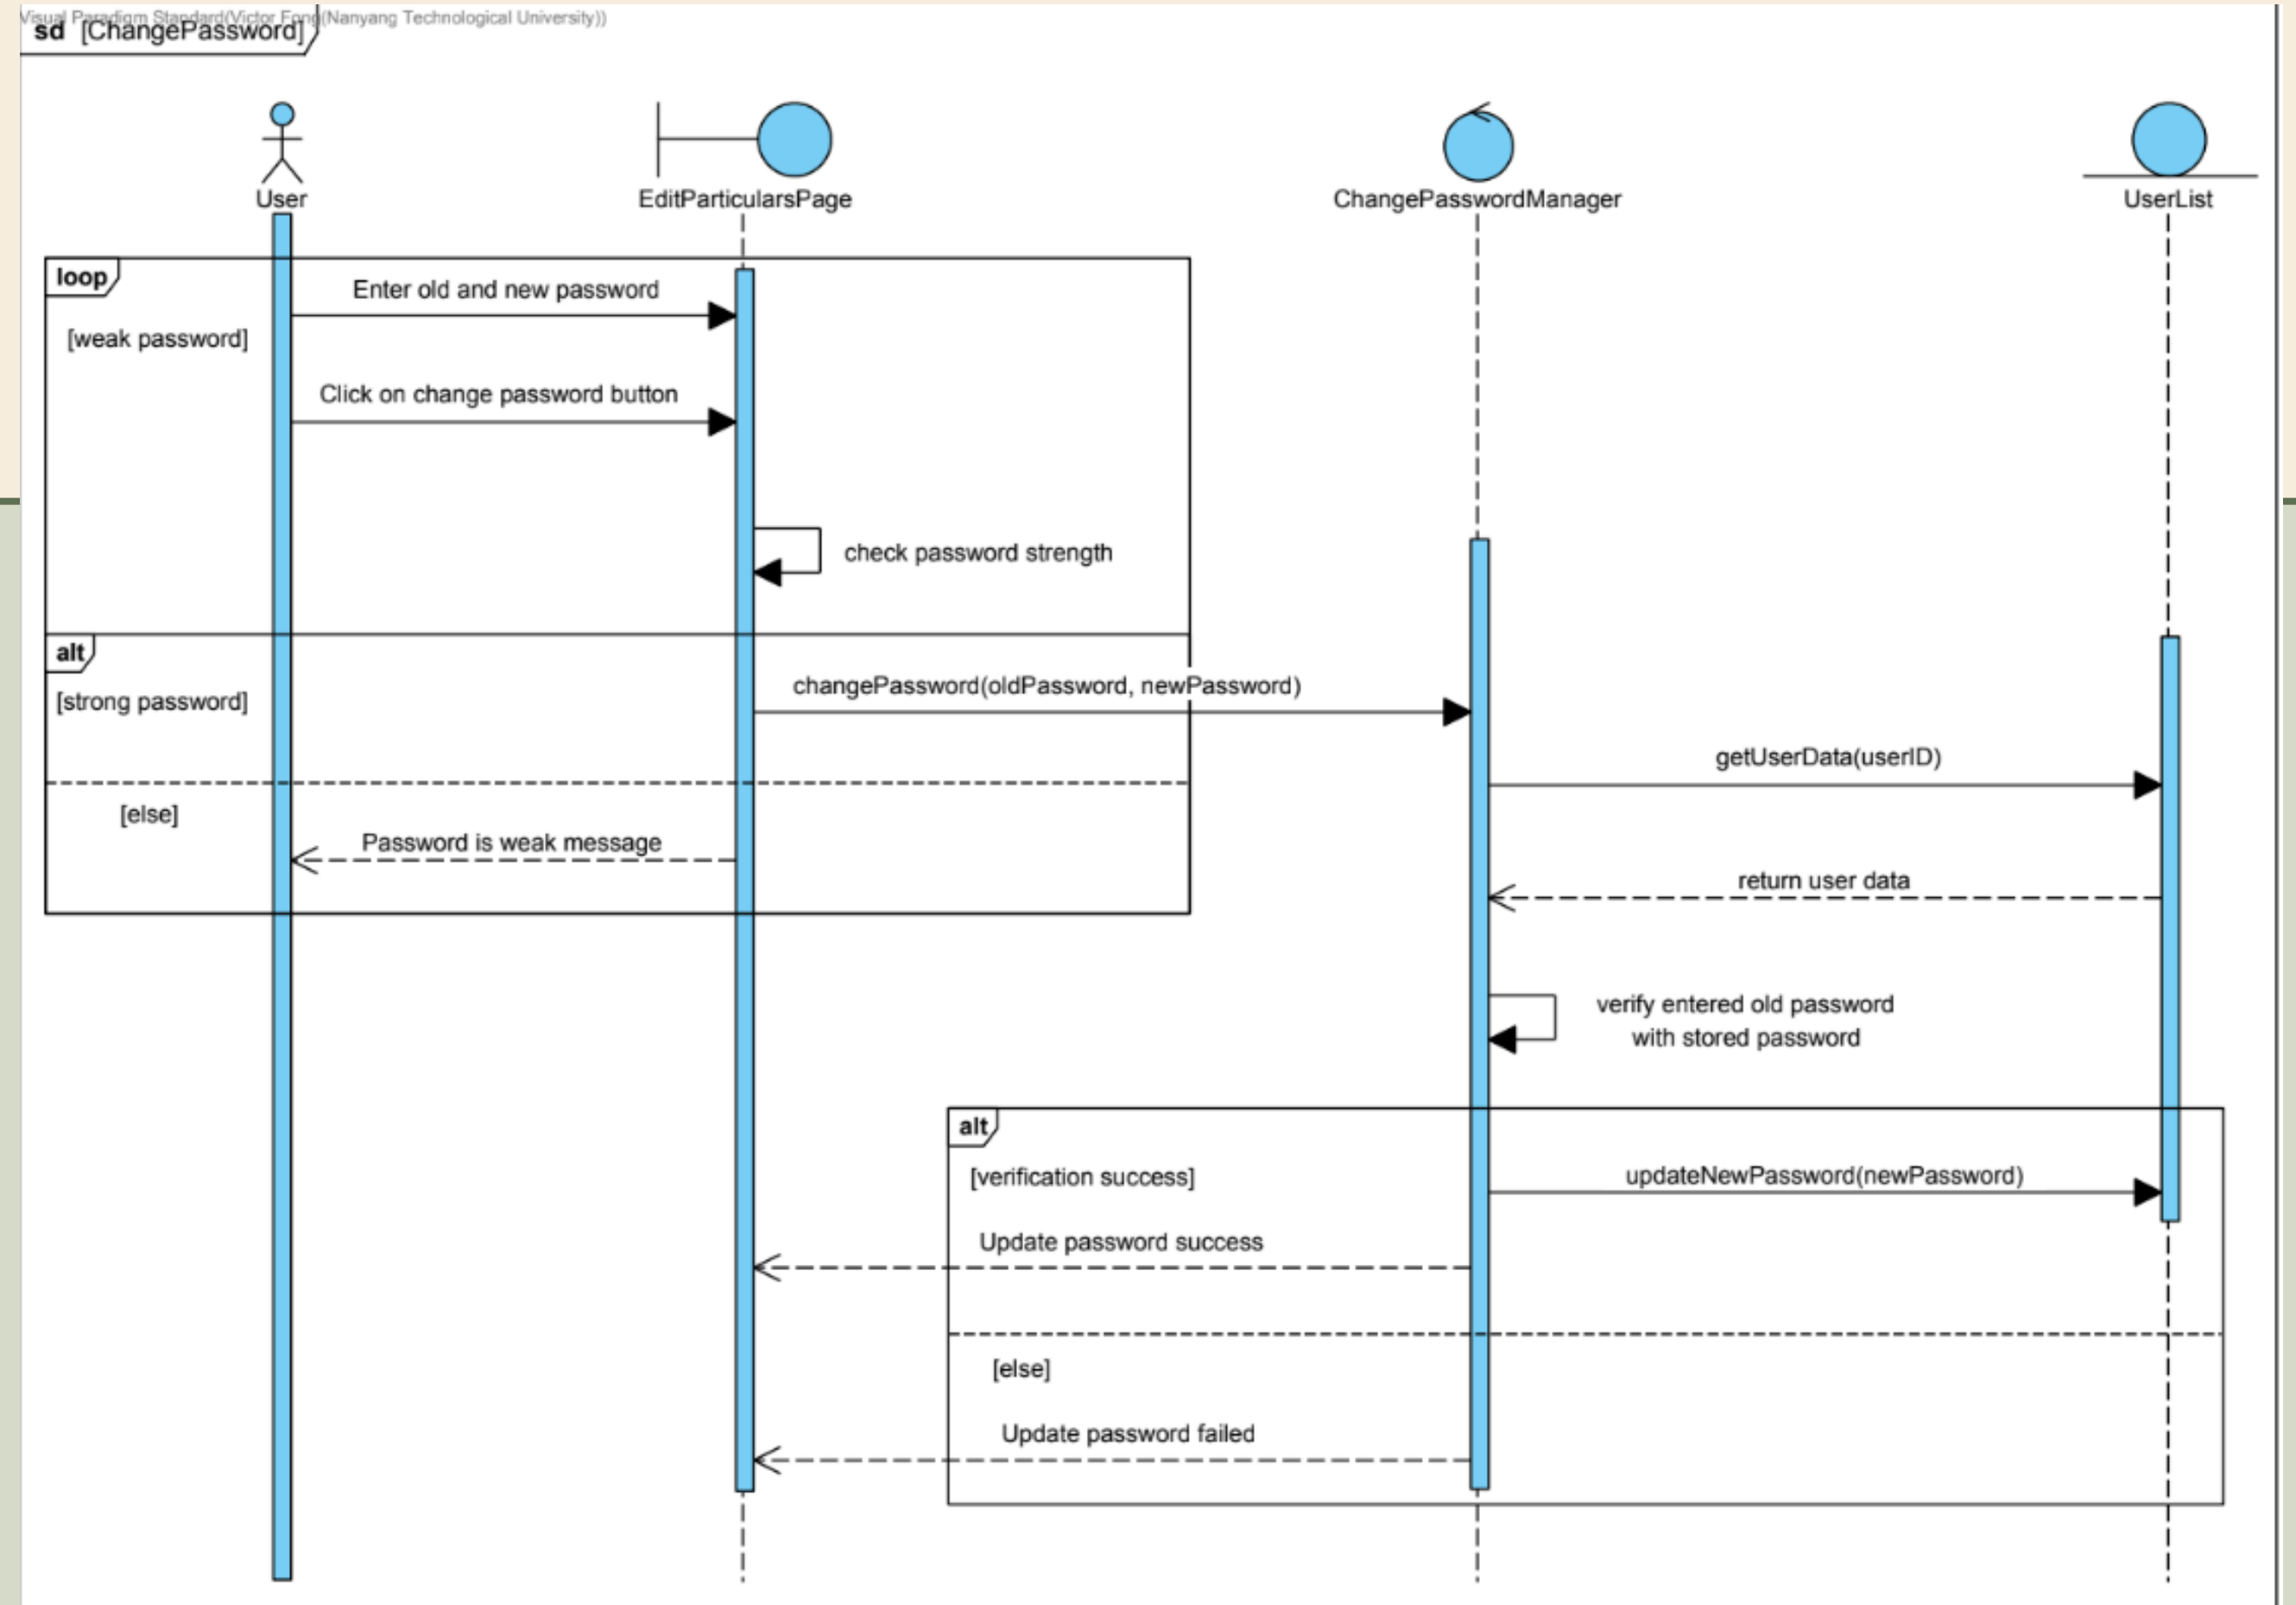 Visual Paradigm Standard(Victor Fong(Nanyang Technological University))
sd [ChangePassword]
User
EditParticularsPage
ChangePasswordManager
UserList
loop
Enter old and new password
[weak password]
Click on change password button
check password strength
alt
[strong password]
changePassword(oldPassword, newPassword)
getUserData(userID)
[else]
Password is weak message
return user data
verify entered old password
with stored password
alt
[verification success]
updateNewPassword(newPassword)
Update password success
[else]
Update password failed